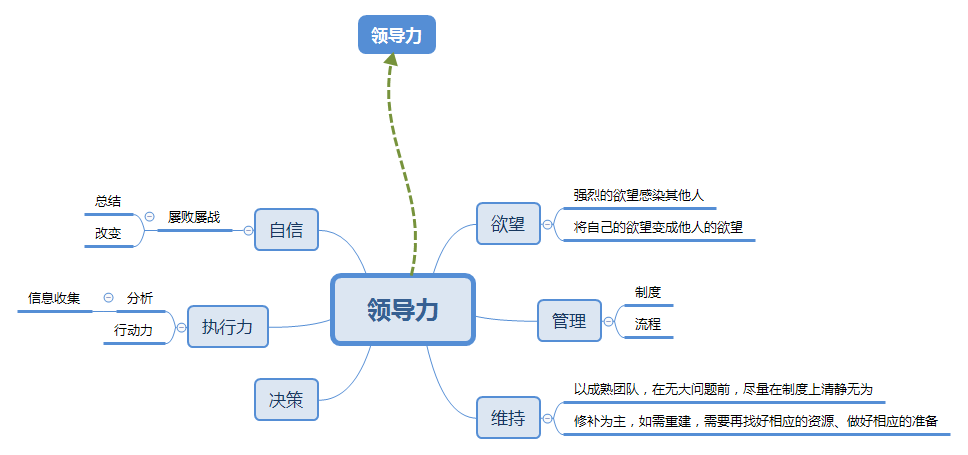 领导力
领导力
欲望
强烈的欲望感染其他人
将自己的欲望变成他人的欲望
管理
制度
流程
维持
以成熟团队，在无大问题前，尽量在制度上清静无为
修补为主，如需重建，需要再找好相应的资源、做好相应的准备
自信
屡败屡战
总结
改变
执行力
分析
信息收集
行动力
决策